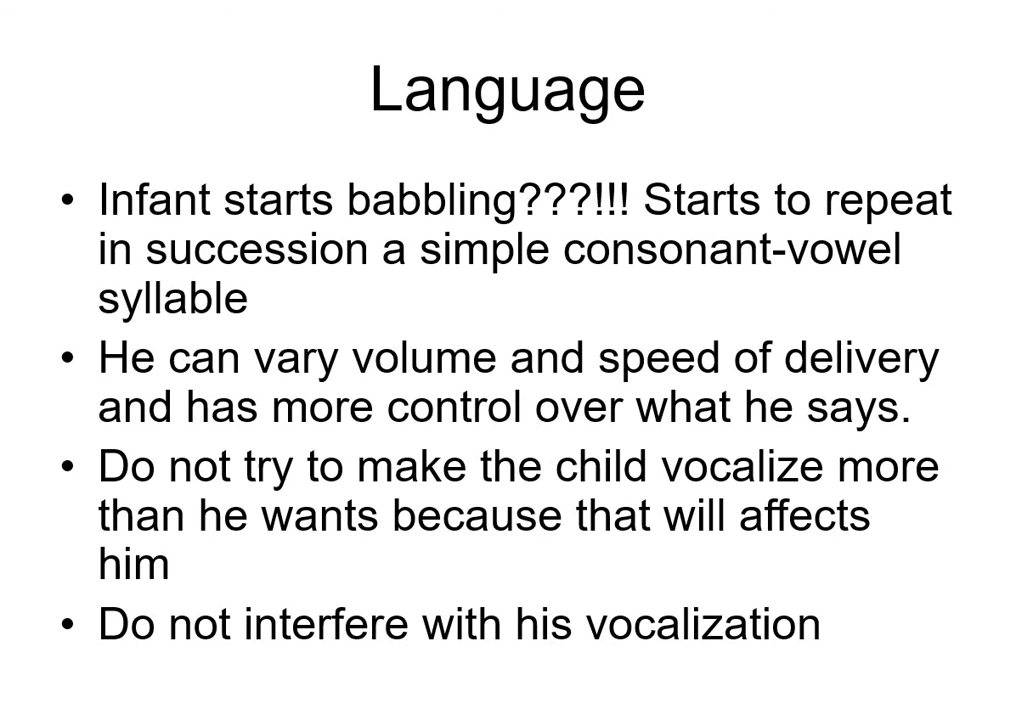 Language
• Infant starts babbling???!!! Starts to repeat
in succession a simple consonant-vowel
syllable
• He can vary volume and speed of delivery
and has more control over what he says.
• Do not try to make the child vocalize more
than he wants because that will affects
him
• Do not interfere with his vocalization